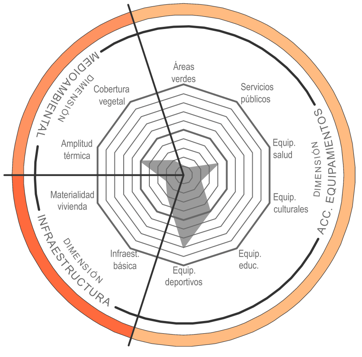 Áreas
verdes
Servicios
públicos
Equip.
salud
Equip.
culturales
Equip.
educ.
Equip.
deportivos
Infraest.
básica
Materialidad
vivienda
Amplitud
térmica
Cobertura
vegetal
DIMENSIÓN
MEDIOAMBIENTAL
DIMENSIÓN
ACC. EQUIPAMIENTOS
DIMENSIÓN
INFRAESTRUCTURA